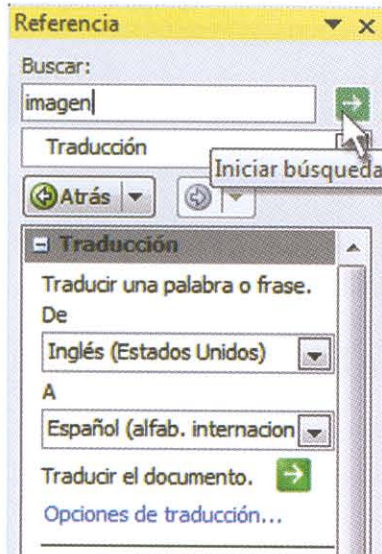 Referencia
Buscar:
imagen
Traducción
Iniciar búsqueda
Atrás
Traducción
Traducir una palabra o frase.
De
Inglés (Estados Unidos)
A
Español (alfab. internacion
Traducir el documento.
Opciones de traducción...